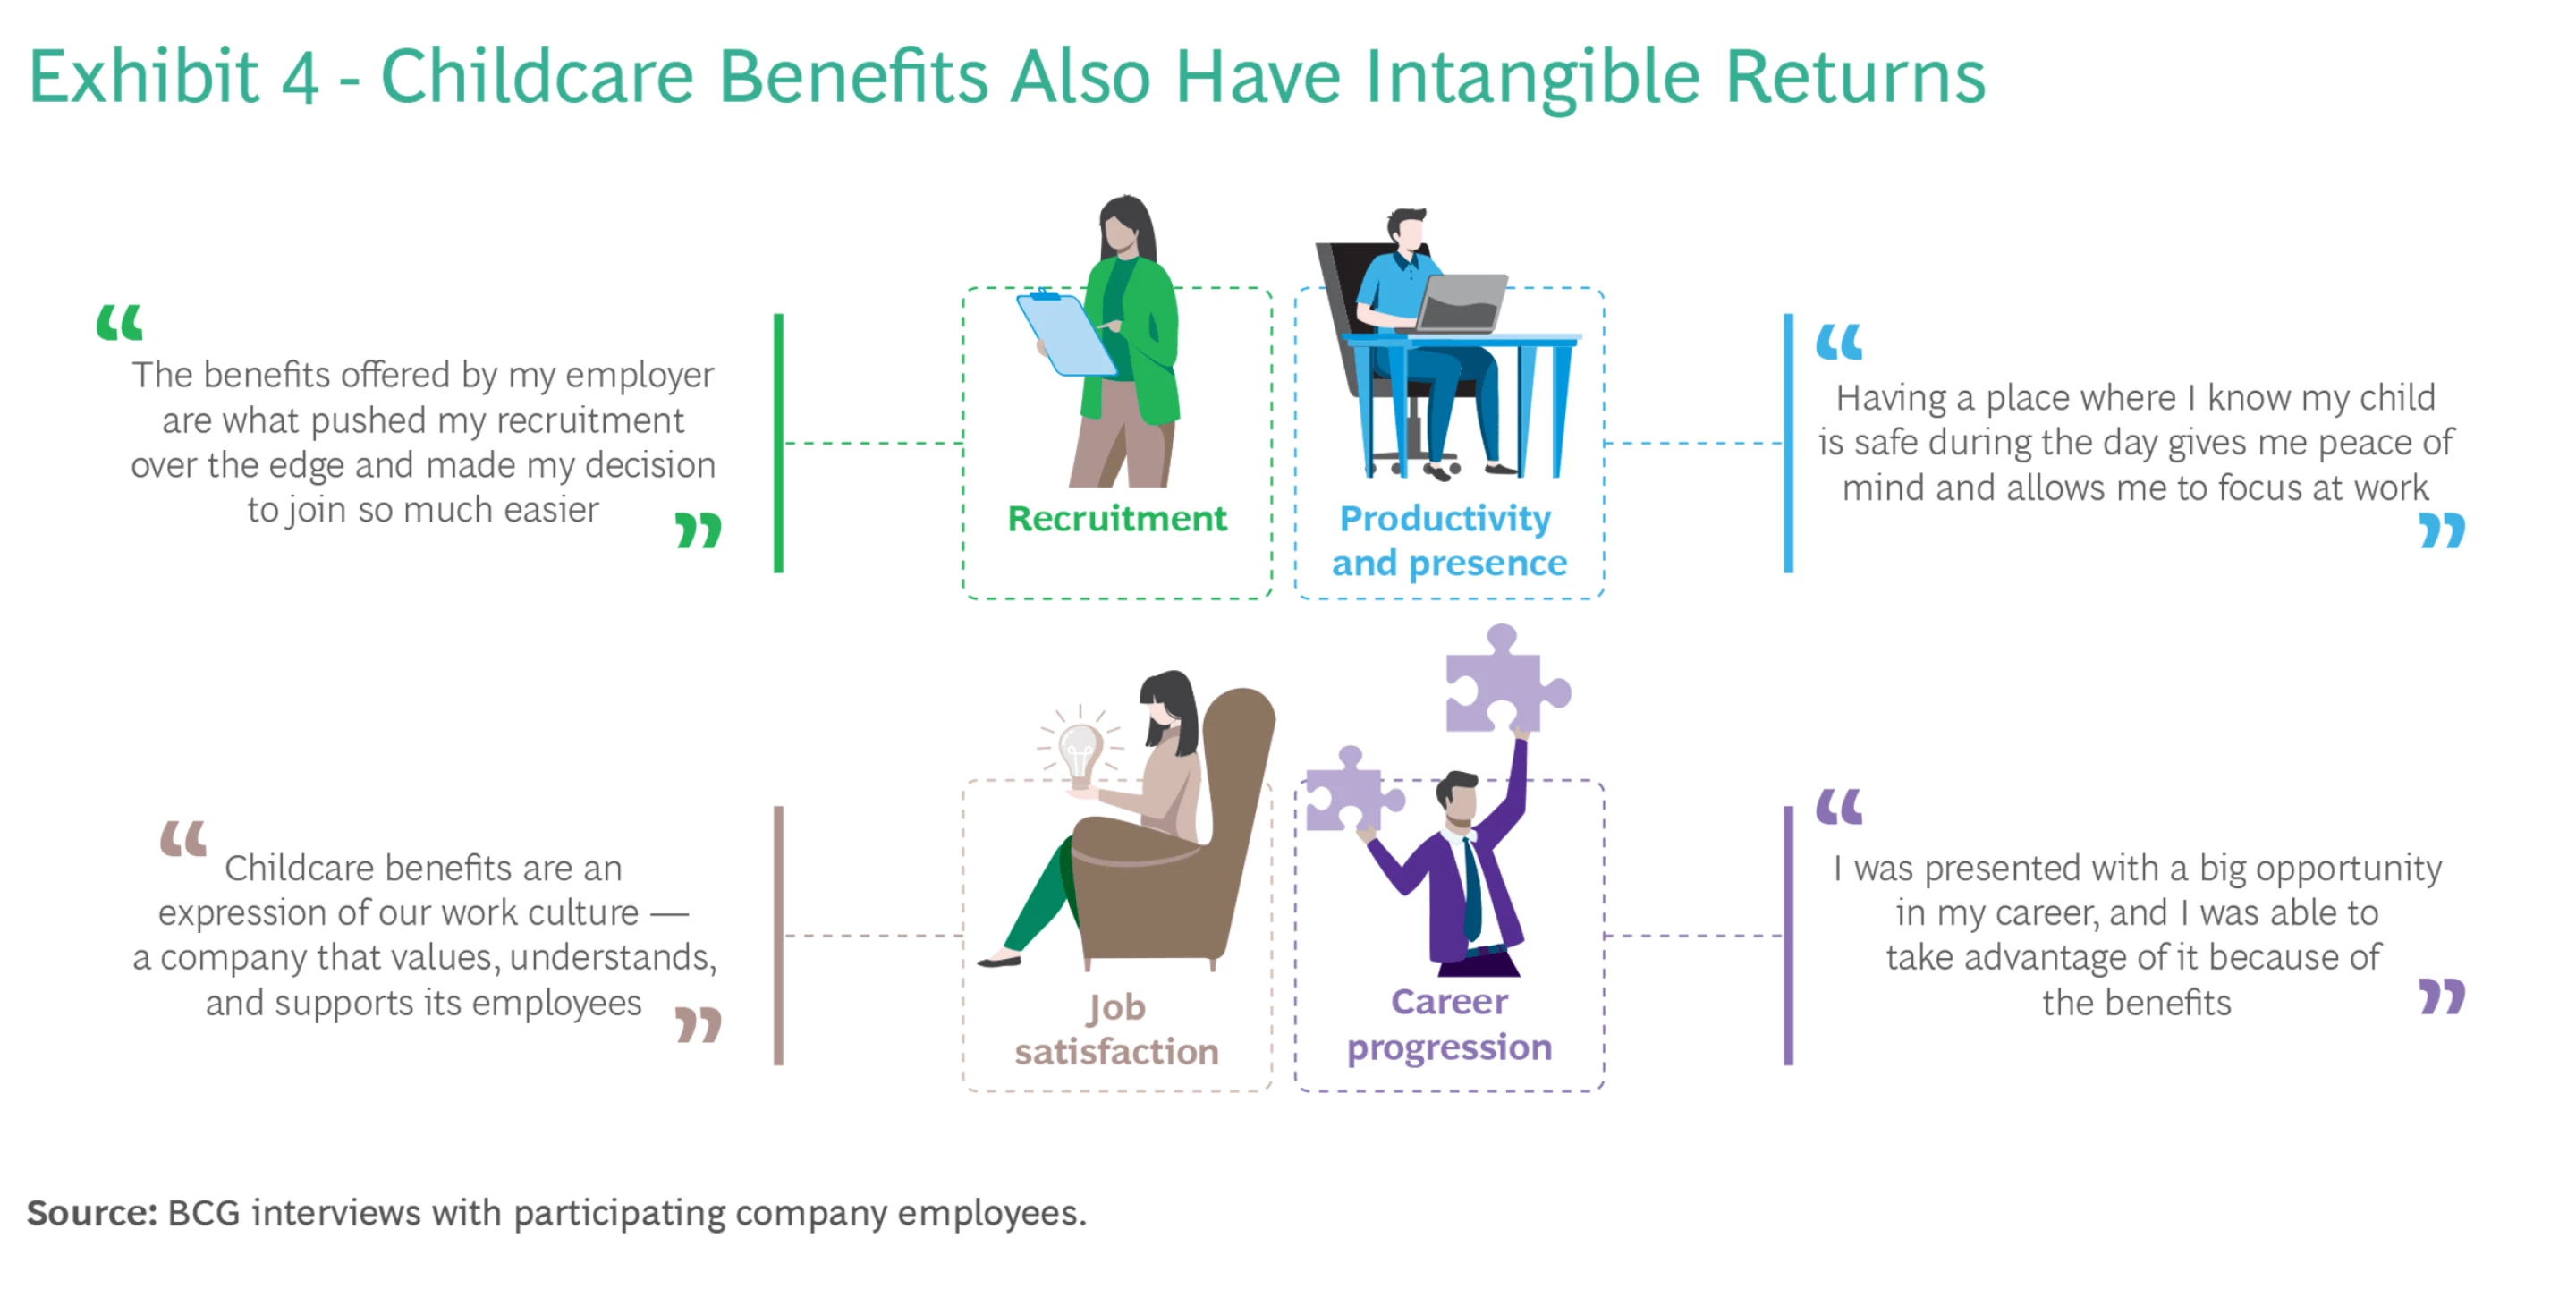 Exhibit 4 - Childcare Benefits Also Have Intangible Returns
“
The benefits offered by my employer
are what pushed my recruitment
over the edge and made my decision
to join so much easier
”
Recruitment
Productivity
and presence
“
Having a place where I know my child
is safe during the day gives me peace of
mind and allows me to focus at work
”
“
Childcare benefits are an
expression of our work culture —
a company that values, understands,
and supports its employees
”
Job
satisfaction
Career
progression
“
I was presented with a big opportunity
in my career, and I was able to
take advantage of it because of
the benefits
”
Source: BCG interviews with participating company employees.